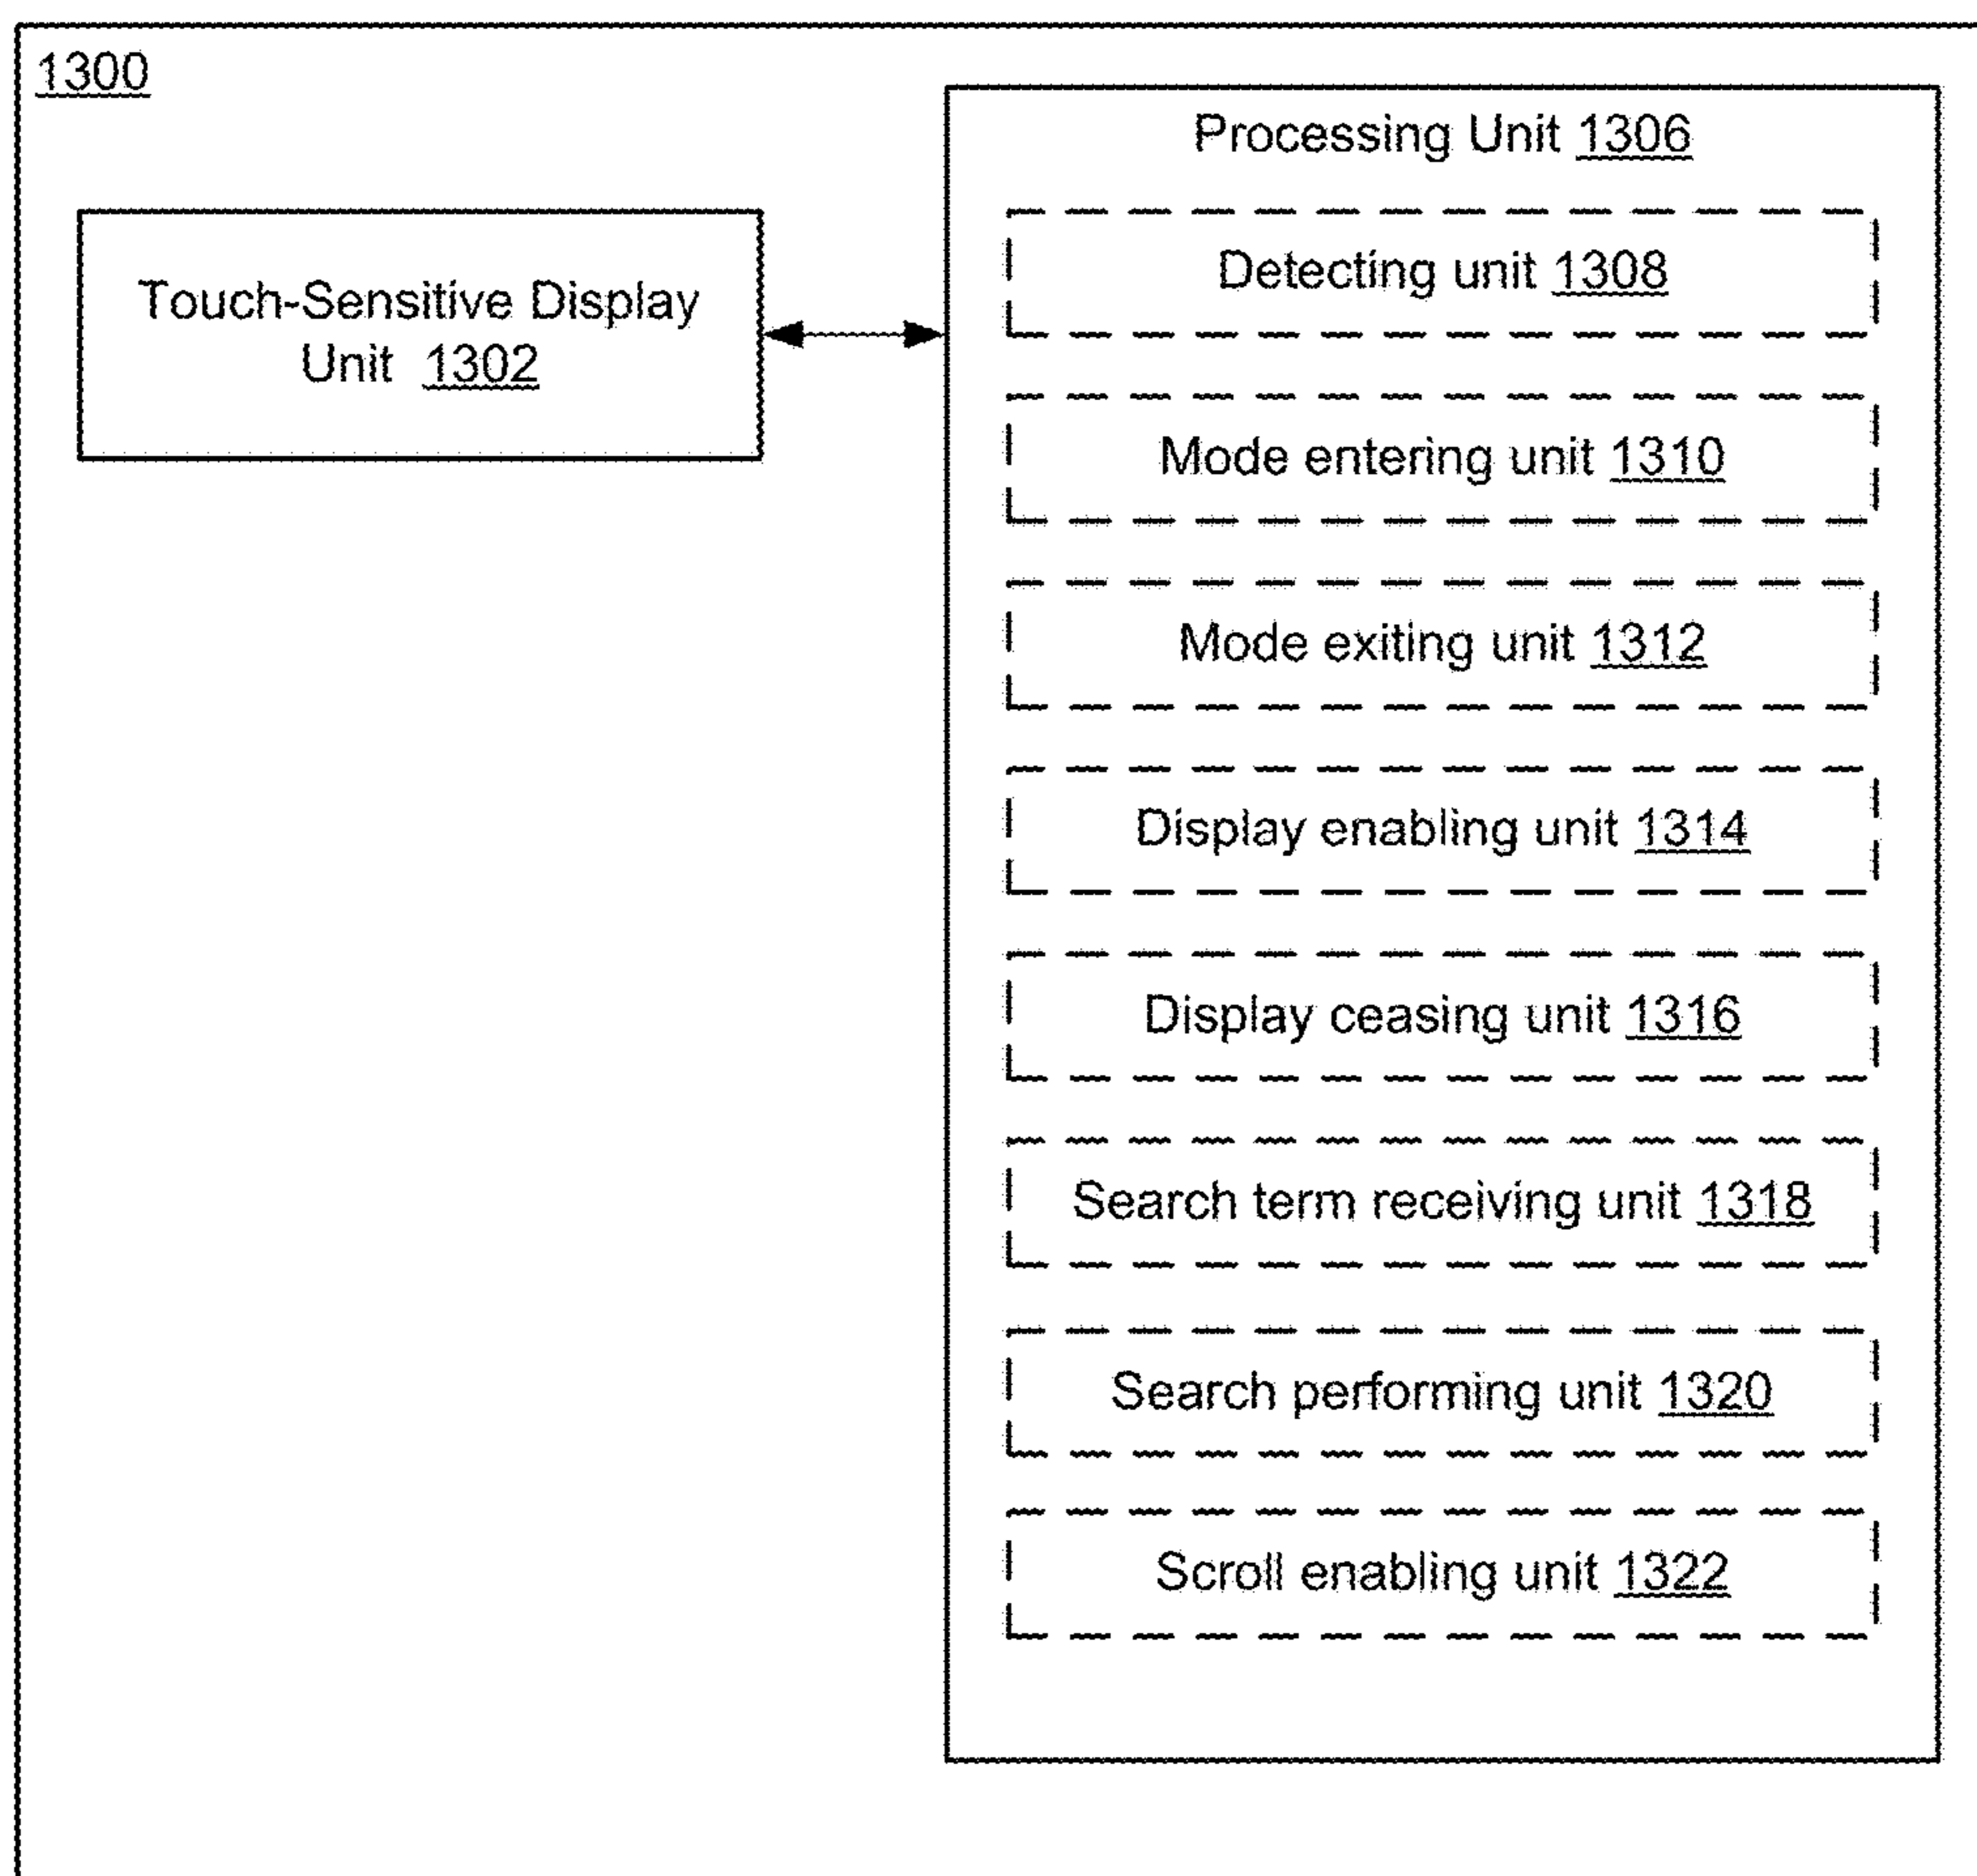 1300
Processing Unit 1306
Touch-Sensitive Display
Unit 1302
Detecting unit 1308
Mode entering unit 1310
Mode exiting unit 1312
Display enabling unit 1314
Display ceasing unit 1316
Search term receiving unit 1318
Search performing unit 1320
Scroll enabling unit 1322